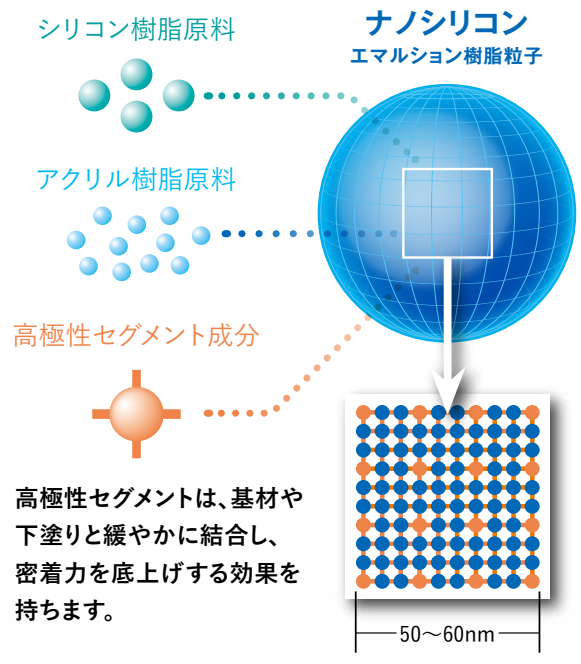 シリコン樹脂原料
ナノシリコン
エマルション樹脂粒子
アクリル樹脂原料
高極性セグメント成分
高極性セグメントは、基材や
下塗りと緩やかに結合し、
密着力を底上げする効果を
持ちます。
50〜60nm